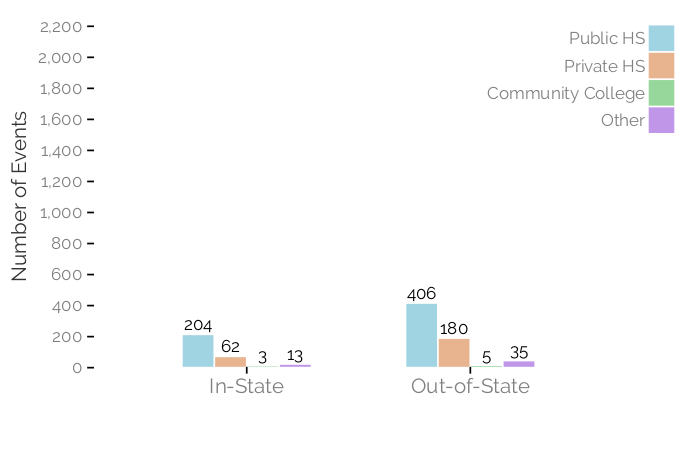 Number of Events
2,200
2,000
1,800
1,600
1,400
1,200
1,000
800
600
400
200
0
Public HS
Private HS
Community College
Other
204
62
3
13
406
180
5
35
In-State
Out-of-State